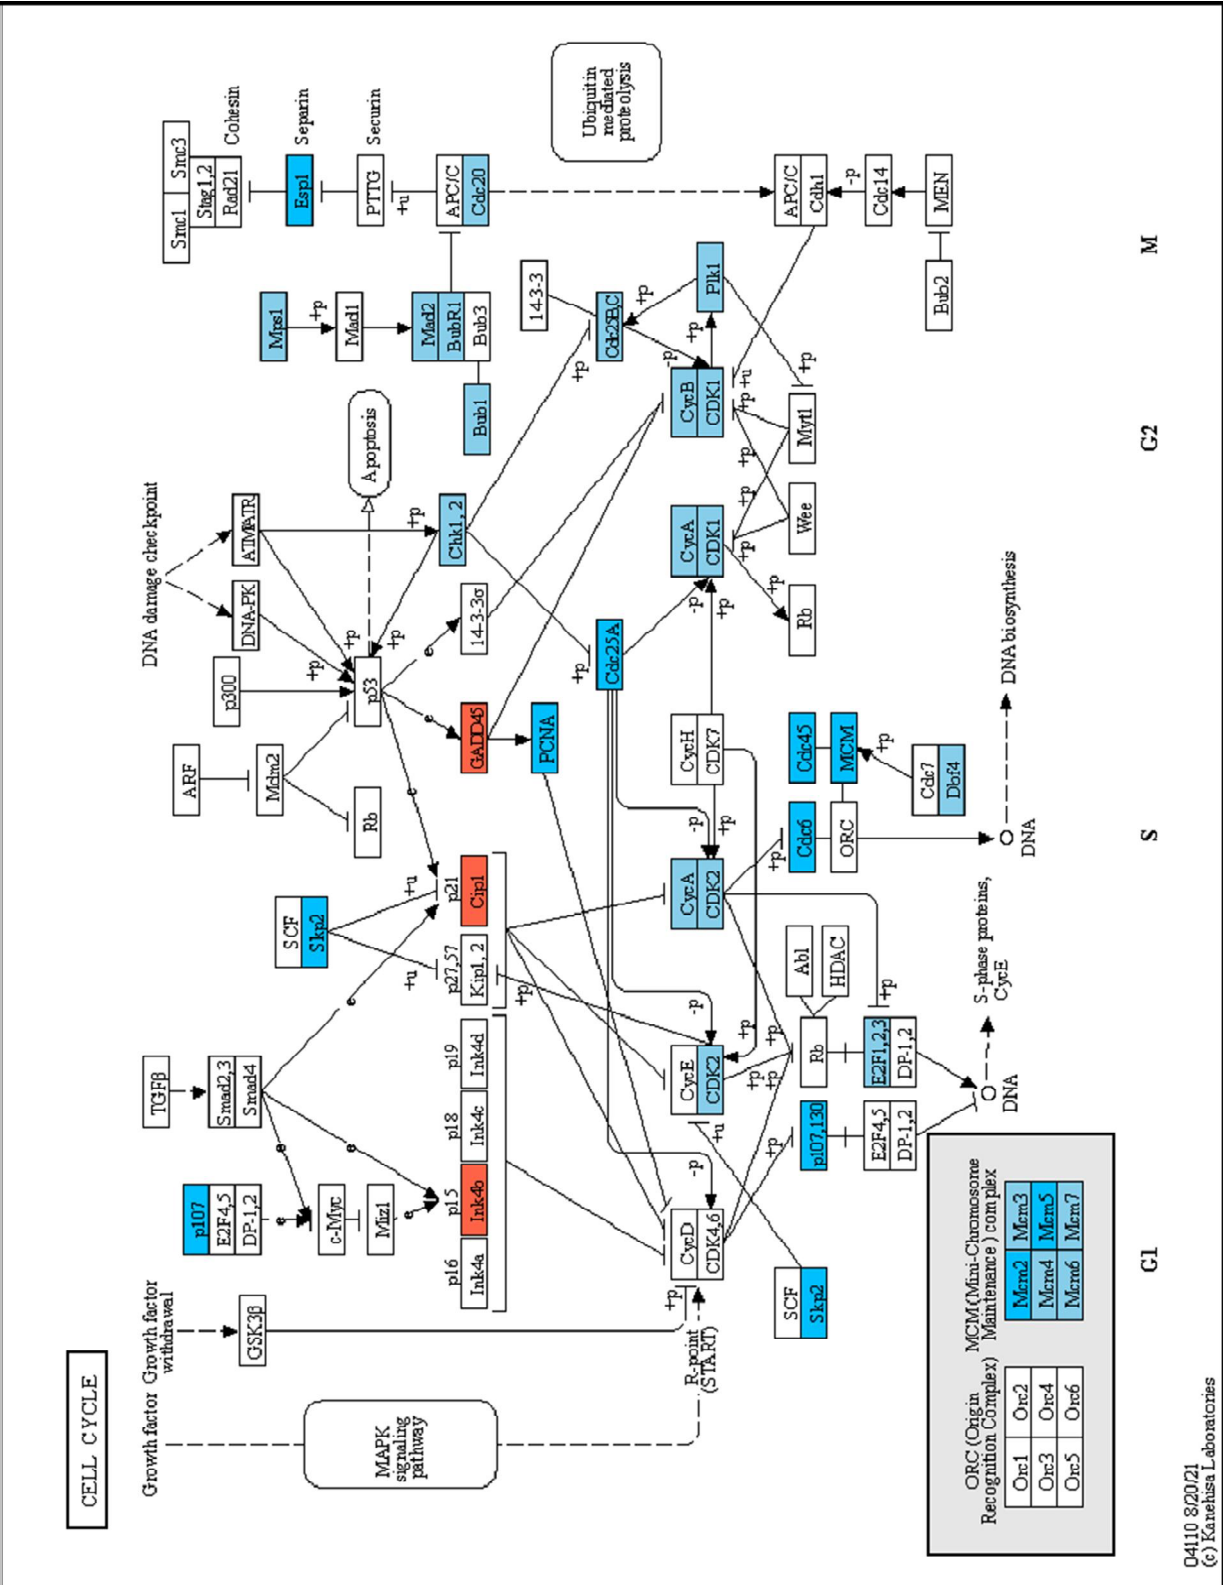 CELL CYCLE
Growth factor
Growth factor
withdrawal
MAPK
signaling
pathway
GSK3β
+p
R-point
(START)
p107
E2F4,5
DP-1,2
e
c-Myc
Miz1
e
TGFβ
Smad2,3
Smad4
e
e
e
p16
Ink4a
p15
Ink4b
p18
Ink4c
p19
Ink4d
p27,57
Kip1,2
p21
Cip1
SCF
Skp2
+u
+u
ARF
Mdm2
Rb
p300
DNA damage checkpoint
DNA-PK
ATM/ATR
+p
+p
+p
+p
p53
e
e
e
Apoptosis
GADD45
PCNA
14-3-3σ
Chk1,2
Mps1
+p
Mad1
Mad2
BubR1
Bub3
Bub1
Smc1
Smc3
Stag1,2
Rad21
Cohesin
Esp1
Separin
PTTG
Securin
+u
APC/C
Cdc20
Ubiquitin
mediated
proteolysis
14-3-3
Cdc25B,C
+p
+p
-p
+p
Plk1
+p
Cdc25A
+p
CycD
CDK4,6
-p
CycE
CDK2
-p
+p
+p
CycA
CDK2
-p
+p
CycH
CDK7
CycA
CDK1
-p
+p
+p
+p
+p
CycB
CDK1
+u
+p
+p
Rb
Wee
Myt1
APC/C
Cdh1
-p
Cdc14
MEN
Bub2
SCF
Skp2
+u
+p
p107,130
E2F4,5
DP-1,2
+p
+p
Rb
Abl
HDAC
E2F1,2,3
DP-1,2
+p
DNA
S-phase proteins,
CycE
+p
Cdc6
ORC
Cdc45
MCM
+p
Cdc7
Dbf4
DNA
DNA biosynthesis
ORC (Origin
Recognition Complex)
Orc1
Orc2
Orc3
Orc4
Orc5
Orc6
MCM (Mini-Chromosome
Maintenance) complex
Mcm2
Mcm3
Mcm4
Mcm5
Mcm6
Mcm7
G1
S
G2
M
04110 8/20/21
(c) Kanehisa Laboratories